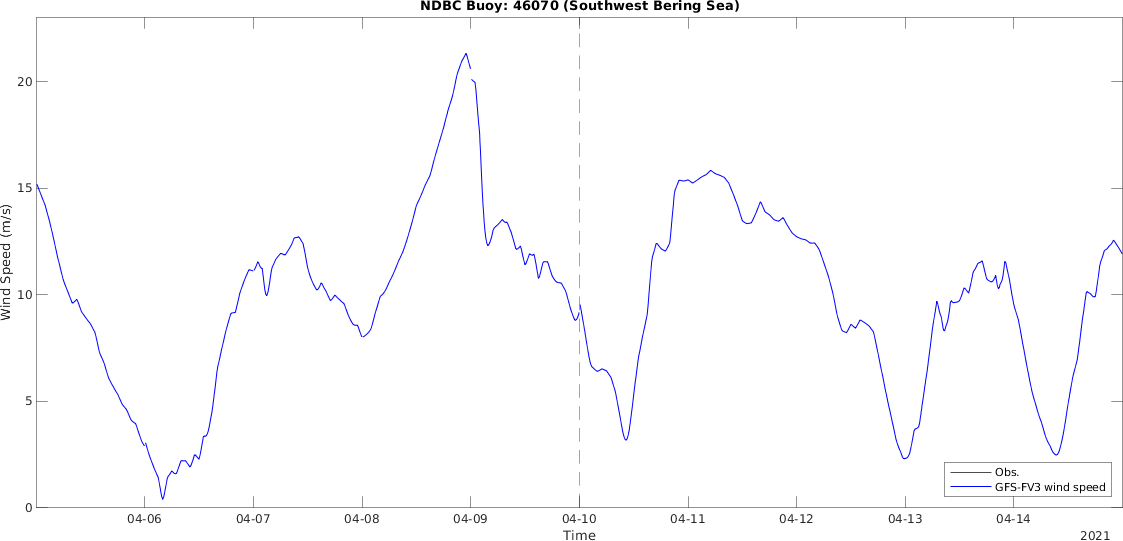 NDBC Buoy: 46070 (Southwest Bering Sea)
Wind Speed (m/s)
20
15
10
5
0
04-06 04-07 04-08 04-09 04-10 04-11 04-12 04-13 04-14
Time
2021
Obs.
GFS-FV3 wind speed